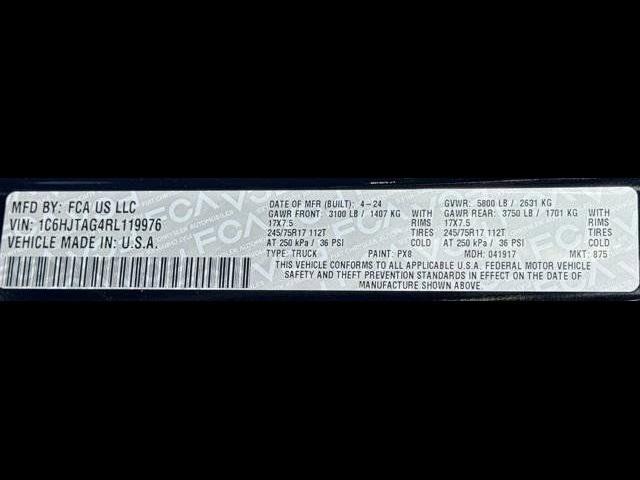 MFD BY: FCA US LLC
VIN: 1C6HJTAG4RL119976
VEHICLE MADE IN: U.S.A.
DATE OF MFR (BUILT): 4-24 GVWR: 5800 LB / 2631 KG
GAWR FRONT: 3100 LB / 1407 KG WITH GAWR REAR: 3750 LB / 1701 KG WITH
17X7.5 RIMS 17X7.5 RIMS
245/75R17 112T TIRES 245/75R17 112T TIRES
AT 250 kPal / 36 PSI COLD AT 250 kPal / 36 PSI COLD
TYPE: TRUCK PAINT: PX8 MDH: 041917 MKT: 875
THIS VEHICLE CONFORMS TO ALL APPLICABLE U.S.A. FEDERAL MOTOR VEHICLE
SAFETY AND THEFT PREVENTION STANDARDS IN EFFECT ON THE DATE OF
MANUFACTURE SHOWN ABOVE.